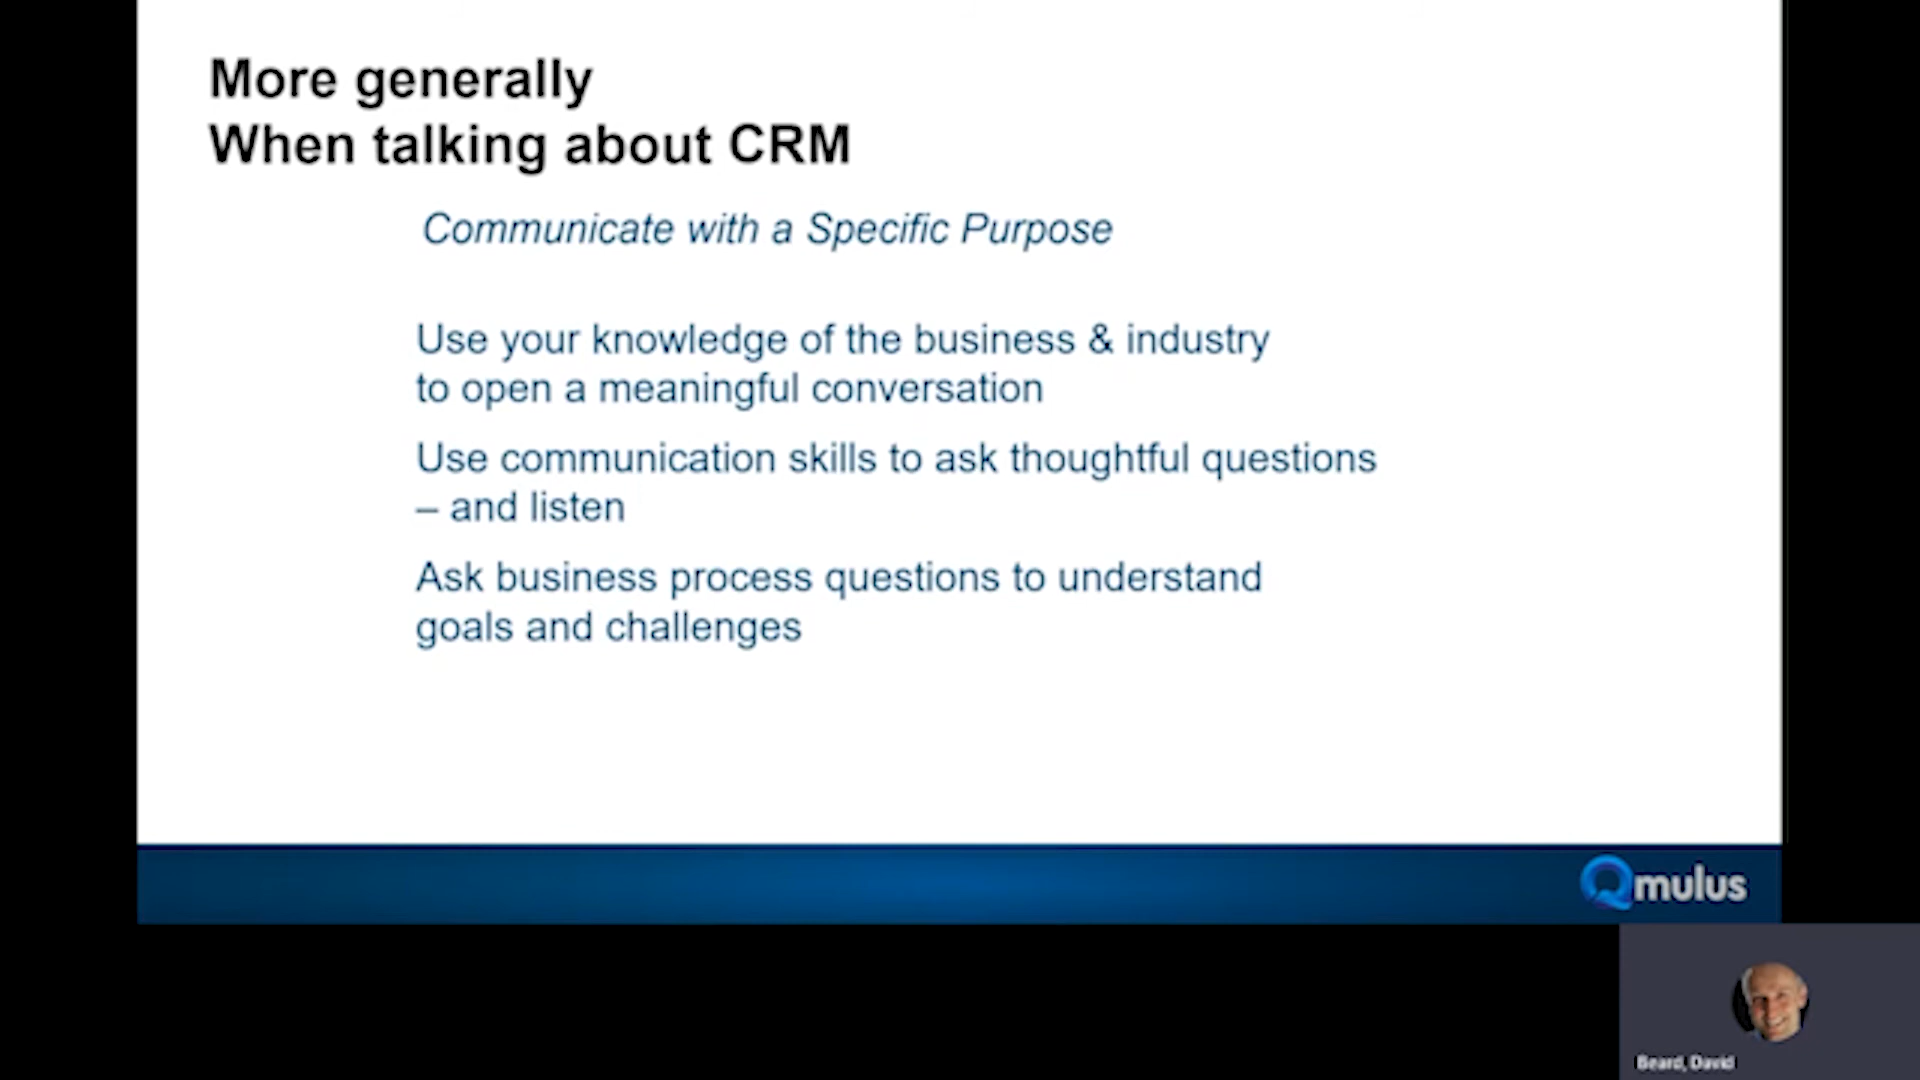 More generally
When talking about CRM
Communicate with a Specific Purpose
Use your knowledge of the business & industry
to open a meaningful conversation
Use communication skills to ask thoughtful questions
– and listen
Ask business process questions to understand
goals and challenges
Qmulus
Beard, David